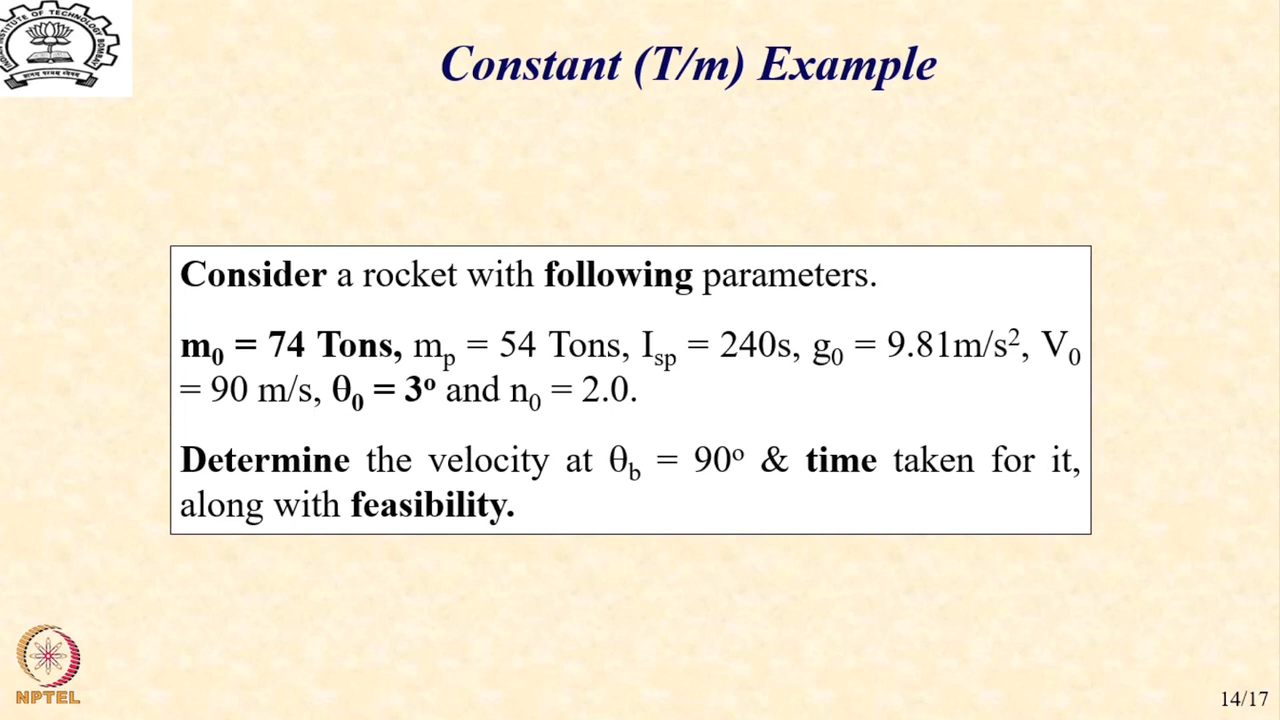 Constant (T/m) Example
Consider a rocket with following parameters.
m₀ = 74 Tons, mₚ = 54 Tons, Iₛₚ = 240s, g₀ = 9.81m/s², V₀
= 90 m/s, θ₀ = 3º and n₀ = 2.0.
Determine the velocity at θb = 90º & time taken for it,
along with feasibility.
NPTEL
14/17